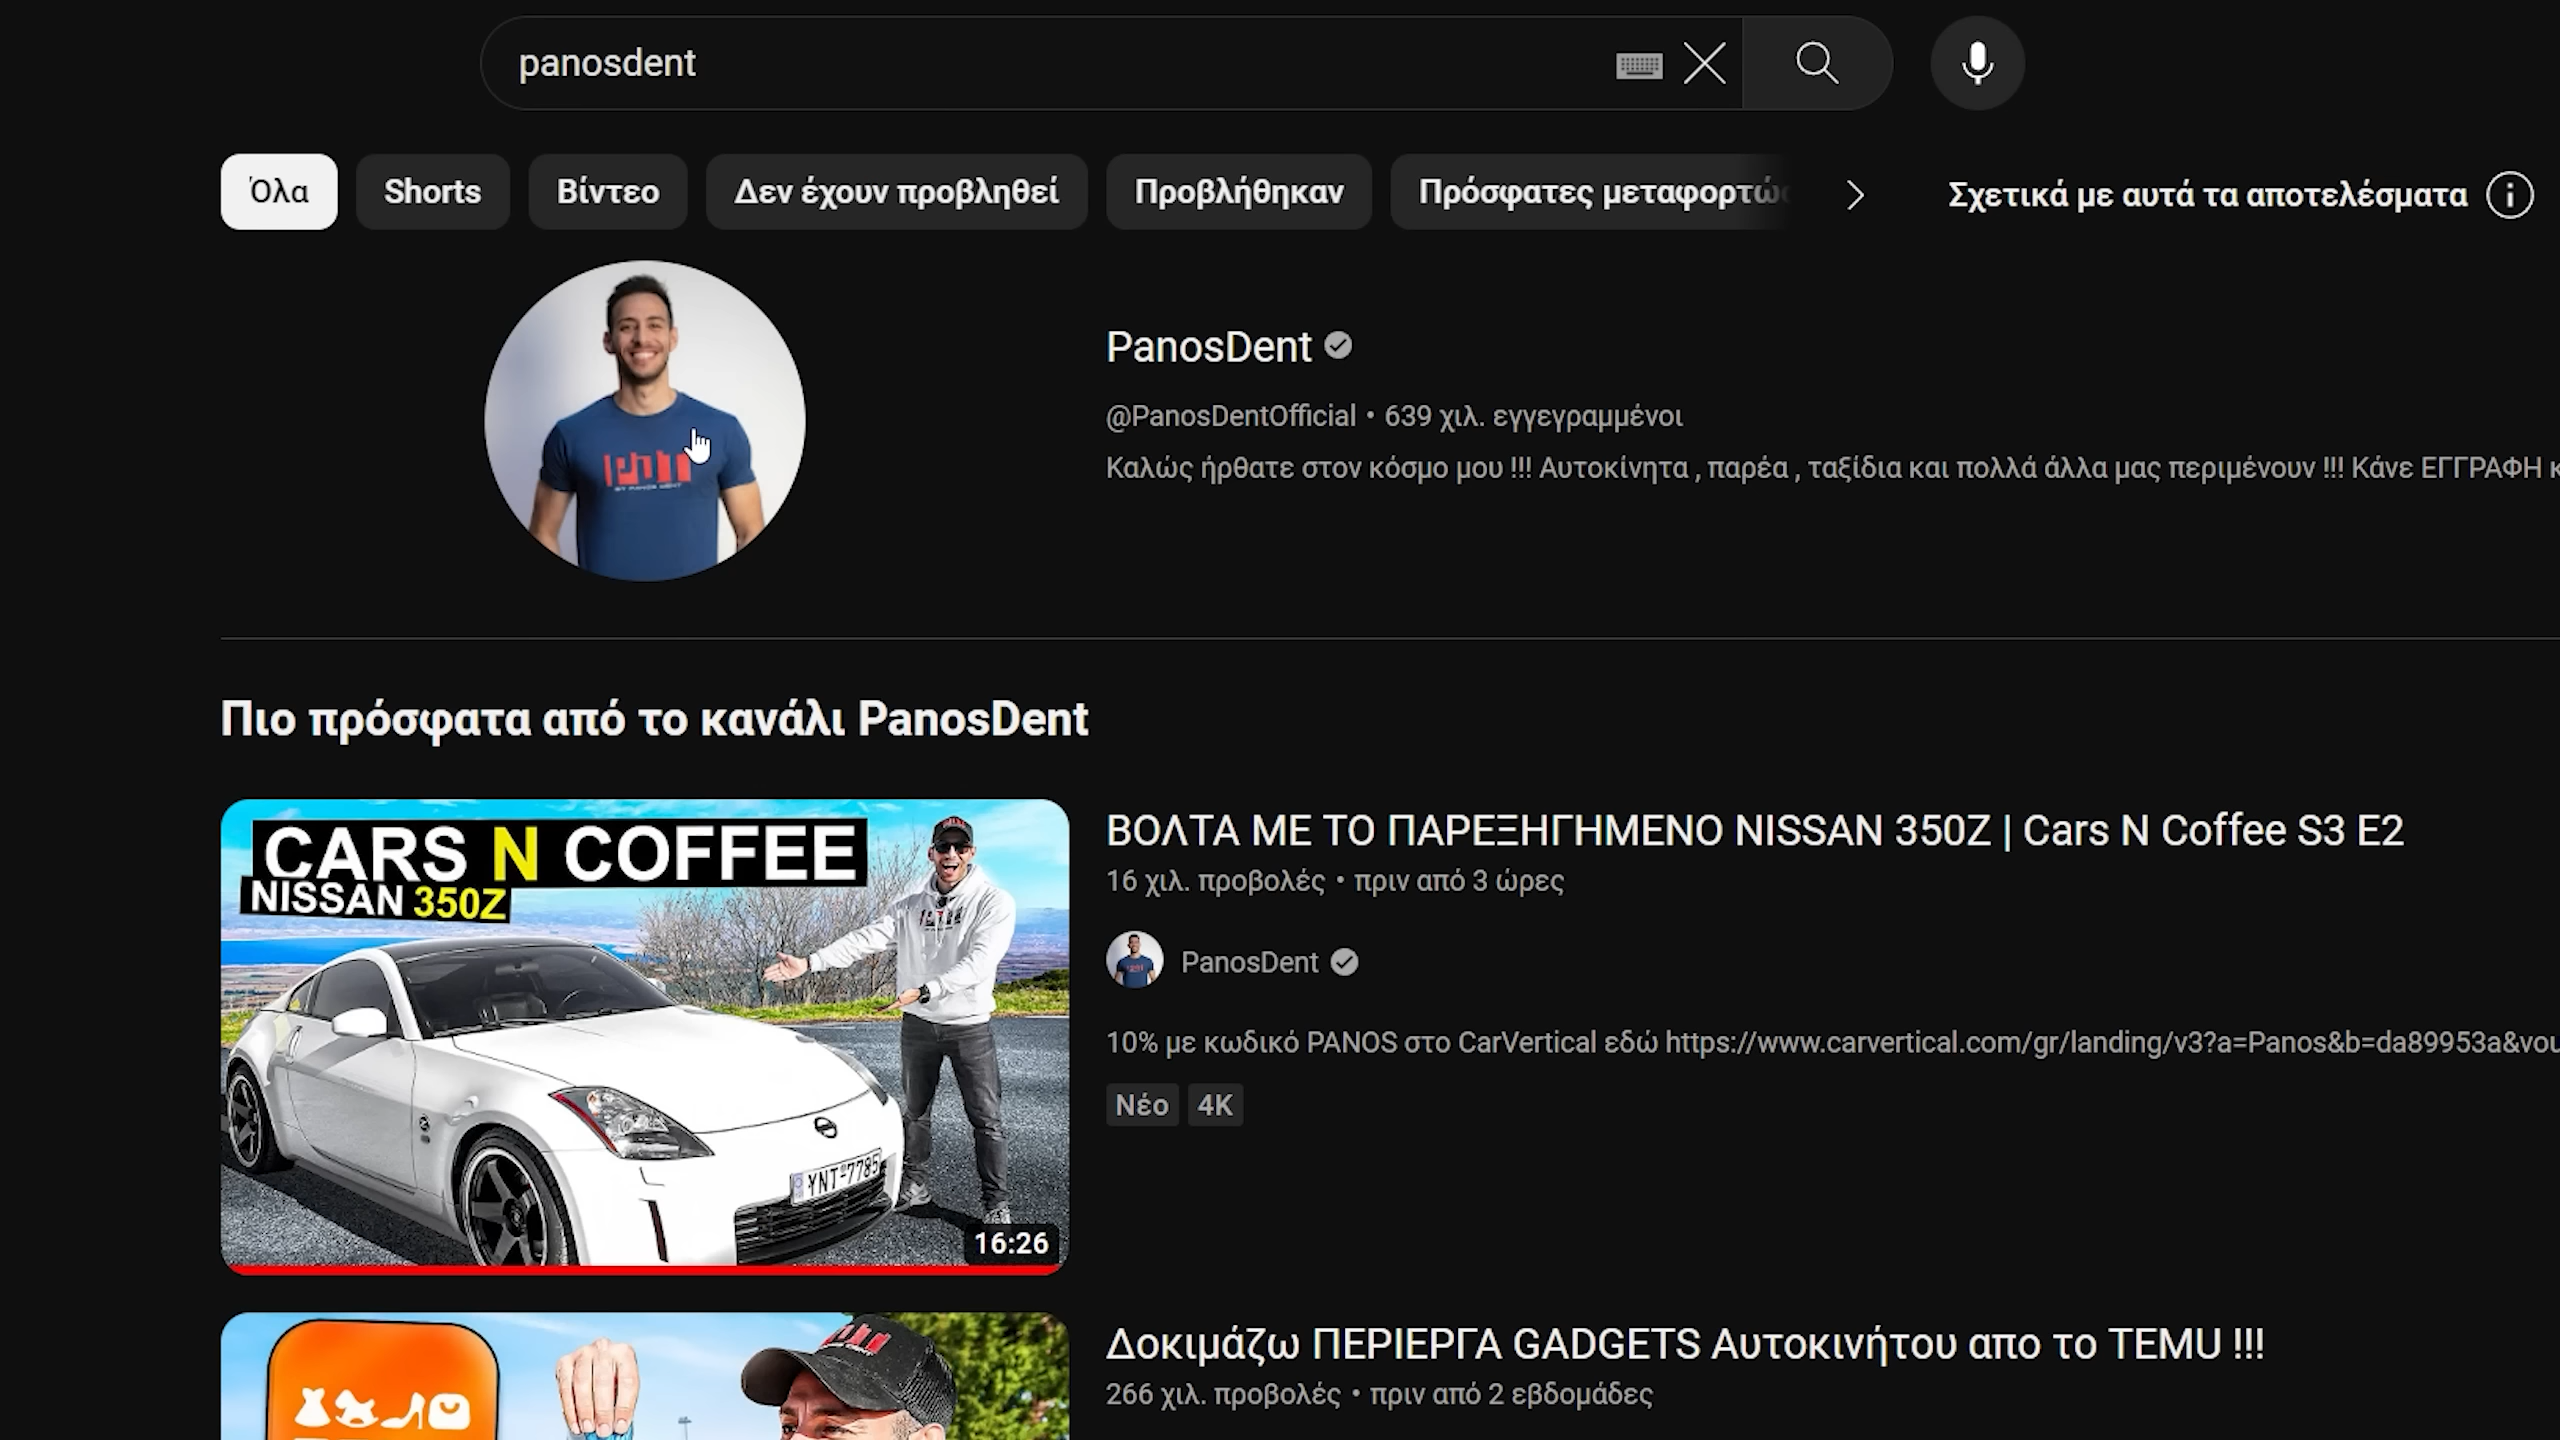 panosdent
Όλα
Shorts
Βίντεο
Δεν έχουν προβληθεί
Προβλήθηκαν
Πρόσφατες μεταφορτώσ
Σχετικά με αυτά τα αποτελέσματα
PanosDent
@PanosDentOfficial • 639 χιλ. εγγεγραμμένοι
Καλώς ήρθατε στον κόσμο μου !!! Αυτοκίνητα , παρέα , ταξίδια και πολλά άλλα μας περιμένουν !!! Κάνε ΕΓΓΡΑΦΗ κ
Πιο πρόσφατα από το κανάλι PanosDent
CARS N COFFEE
NISSAN 350Z
ΥΝΤ-7785
16:26
ΒΟΛΤΑ ΜΕ ΤΟ ΠΑΡΕΞΗΓΗΜΕΝΟ NISSAN 350Z | Cars N Coffee S3 E2
16 χιλ. προβολές • πριν από 3 ώρες
PanosDent
10% με κωδικό PANOS στο CarVertical εδώ https://www.carvertical.com/gr/landing/v3?a=Panos&b=da89953a&vou
Νέο
4K
Δοκιμάζω ΠΕΡΙΕΡΓΑ GADGETS Αυτοκινήτου απο το TEMU !!!
266 χιλ. προβολές • πριν από 2 εβδομάδες